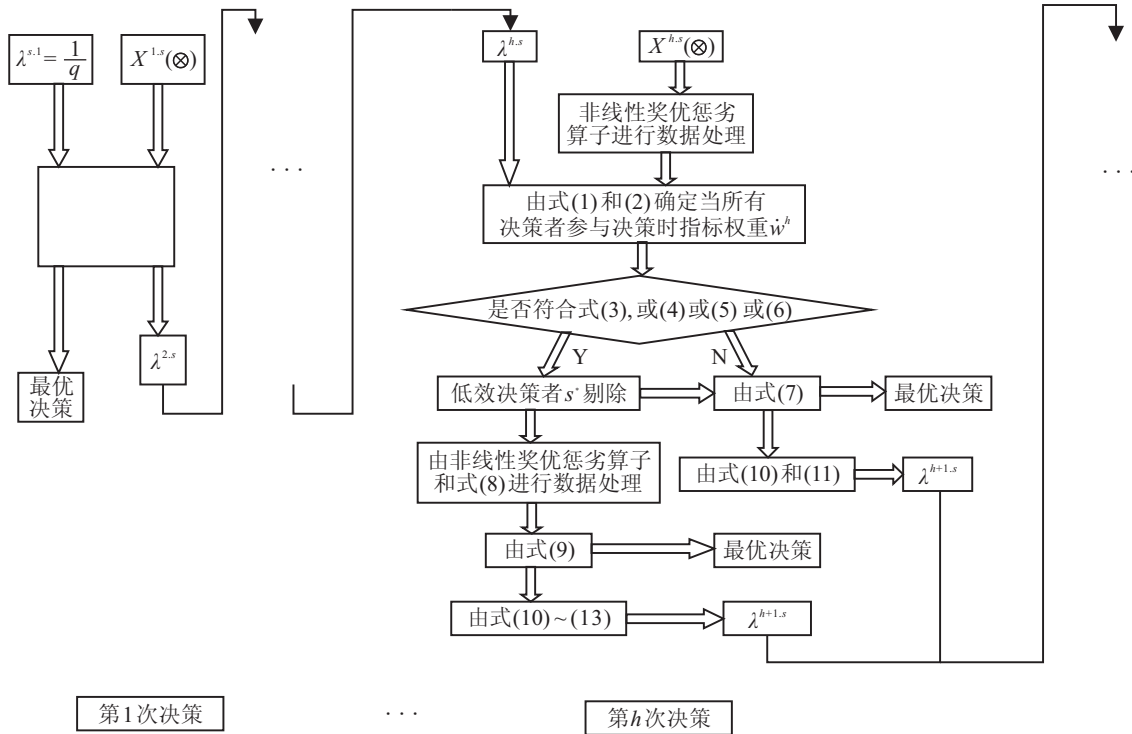 λ^{s.1} = 1/q
X^{1.s}(⊗)
λ^{h.s}
X^{h.s}(⊗)
非线性奖优惩劣
算子进行数据处理
···
···
由式(1)和(2)确定当所有
决策者参与决策时指标权重ẇ^h
是否符合式(3), 或(4)或(5) 或(6)
Y
N
λ^{2.s}
最优
决策
低效决策者s^*剔除
由式(7)
最优决策
由非线性奖优惩劣算子
和式(8)进行数据处理
由式(10)和(11)
λ^{h+1.s}
由式(9)
最优决策
由式(10)~(13)
λ^{h+1.s}
第1次决策
···
第h次决策